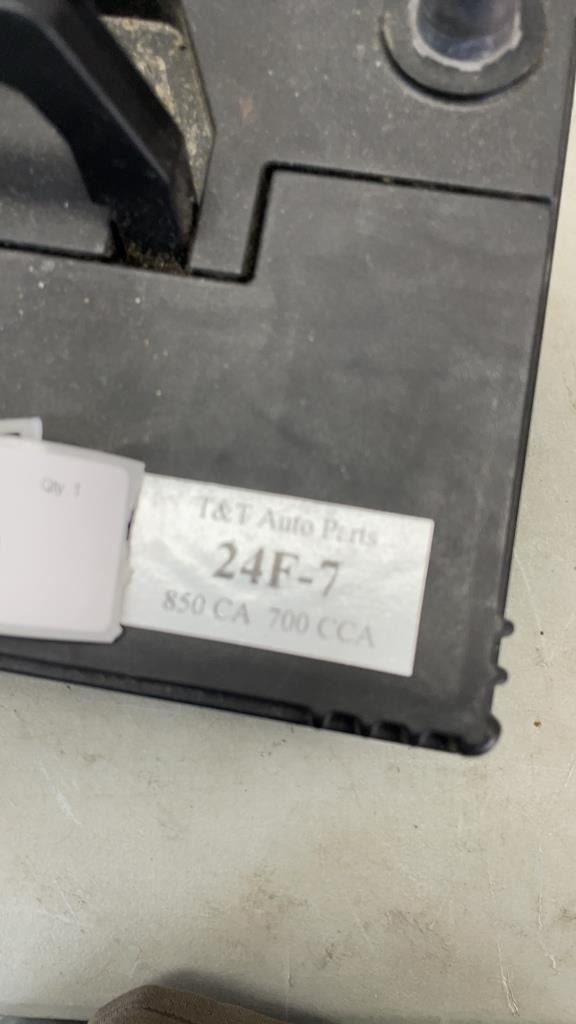 Qty 1
T&T Auto Parts
24F-7
850 CA 700 CCA